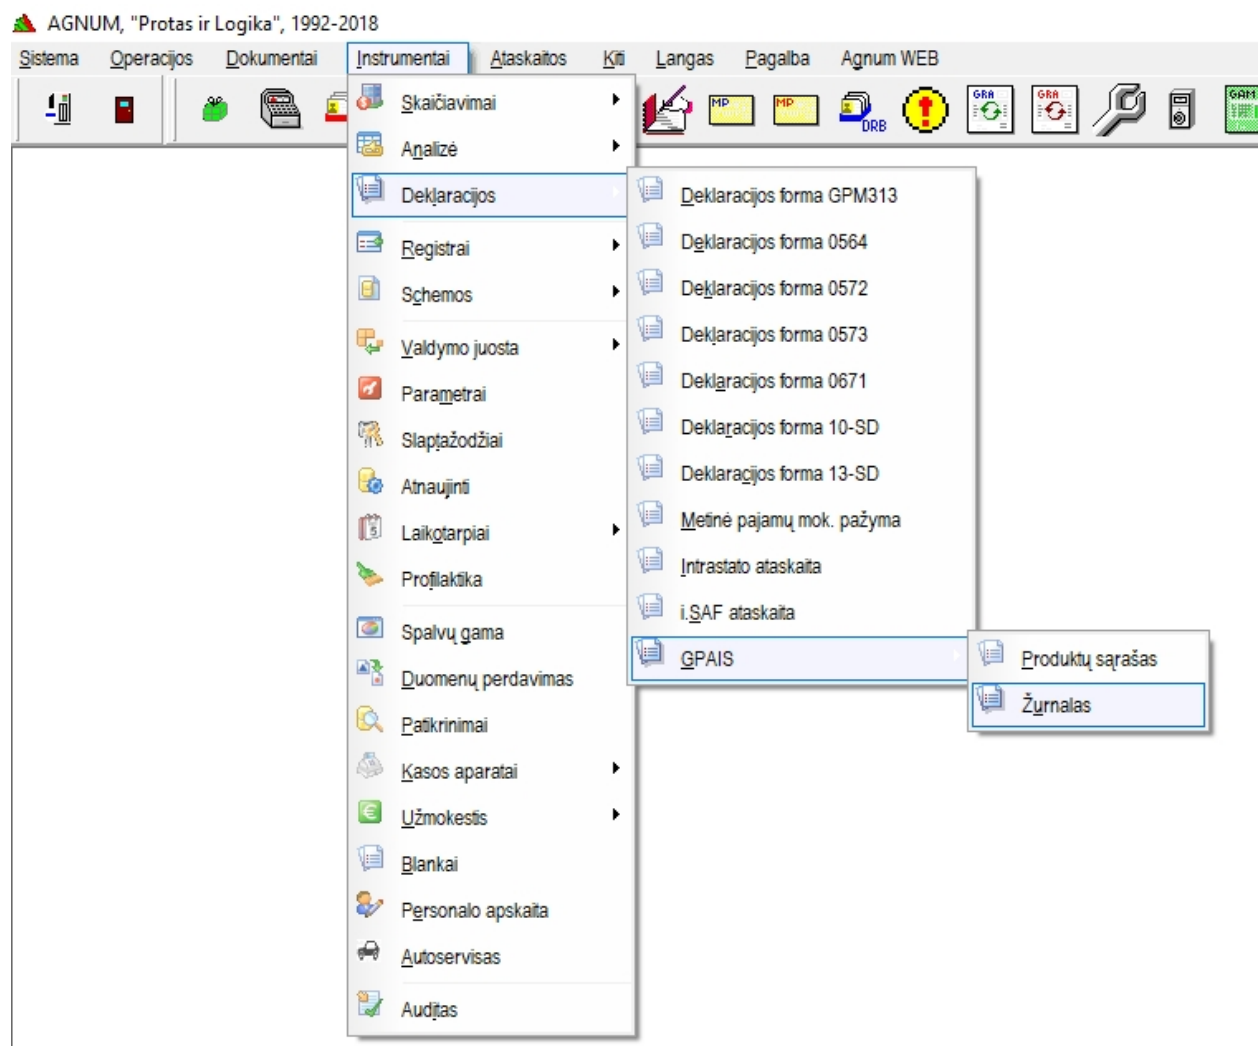 AGNUM, "Protas ir Logika", 1992-2018
Sistema Operacijos Dokumentai Instrumentai Ataskaitos Kiti Langas Pagalba Agnum WEB
MP MP DRB GRA GRA GAM
Skaičiavimai
Analizė
Deklaracijos
Registrai
Schemos
Valdymo juosta
Parametrai
Slaptažodžiai
Atnaujinti
Laikotarpiai
Profilaktika
Spalvų gama
Duomenų perdavimas
Patikrinimai
Kasos aparatai
Užmokestis
Blankai
Personalo apskaita
Autoservisas
Auditas
Deklaracijos forma GPM313
Deklaracijos forma 0564
Deklaracijos forma 0572
Deklaracijos forma 0573
Deklaracijos forma 0671
Deklaracijos forma 10-SD
Deklaracijos forma 13-SD
Metinė pajamų mok. pažyma
Intrastato ataskaita
i.SAF ataskaita
GPAIS
Produktų sąrašas
Žurnalas